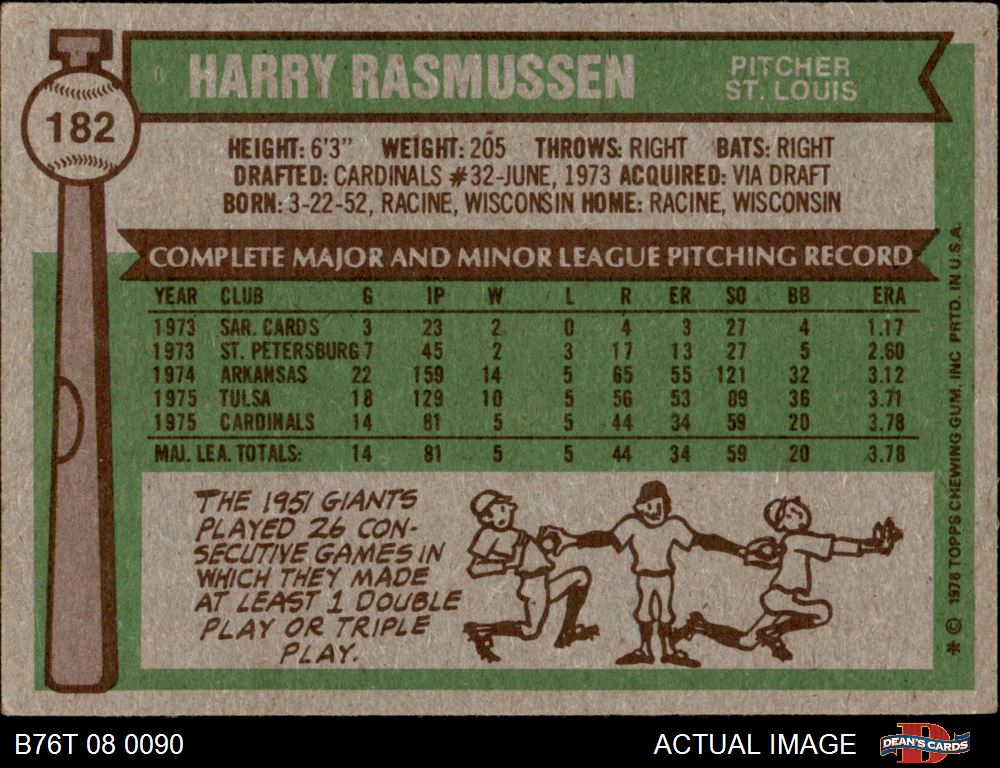 182
HARRY RASMUSSEN
PITCHER
ST. LOUIS
HEIGHT: 6'3" WEIGHT: 205 THROWS: RIGHT BATS: RIGHT
DRAFTED: CARDINALS #32-JUNE, 1973 ACQUIRED: VIA DRAFT
BORN: 3-22-52, RACINE, WISCONSIN HOME: RACINE, WISCONSIN
COMPLETE MAJOR AND MINOR LEAGUE PITCHING RECORD
YEAR CLUB G IP W L R ER SO BB ERA
1973 SAR. CARDS 3 23 2 0 4 3 27 4 1.17
1973 ST. PETERSBURG 7 45 2 3 17 13 27 5 2.60
1974 ARKANSAS 22 159 14 5 65 55 121 32 3.12
1975 TULSA 18 129 10 5 56 53 89 36 3.71
1975 CARDINALS 14 81 5 5 44 34 59 20 3.78
MAJ. LEA. TOTALS: 14 81 5 5 44 34 59 20 3.78
THE 1951 GIANTS
PLAYED 26 CON-
SECUTIVE GAMES IN
WHICH THEY MADE
AT LEAST 1 DOUBLE
PLAY OR TRIPLE
PLAY.
* © 1976 TOPPS CHEWING GUM, INC PRTD. IN U.S.A.
B76T 08 0090
ACTUAL IMAGE
DEAN'S CARDS